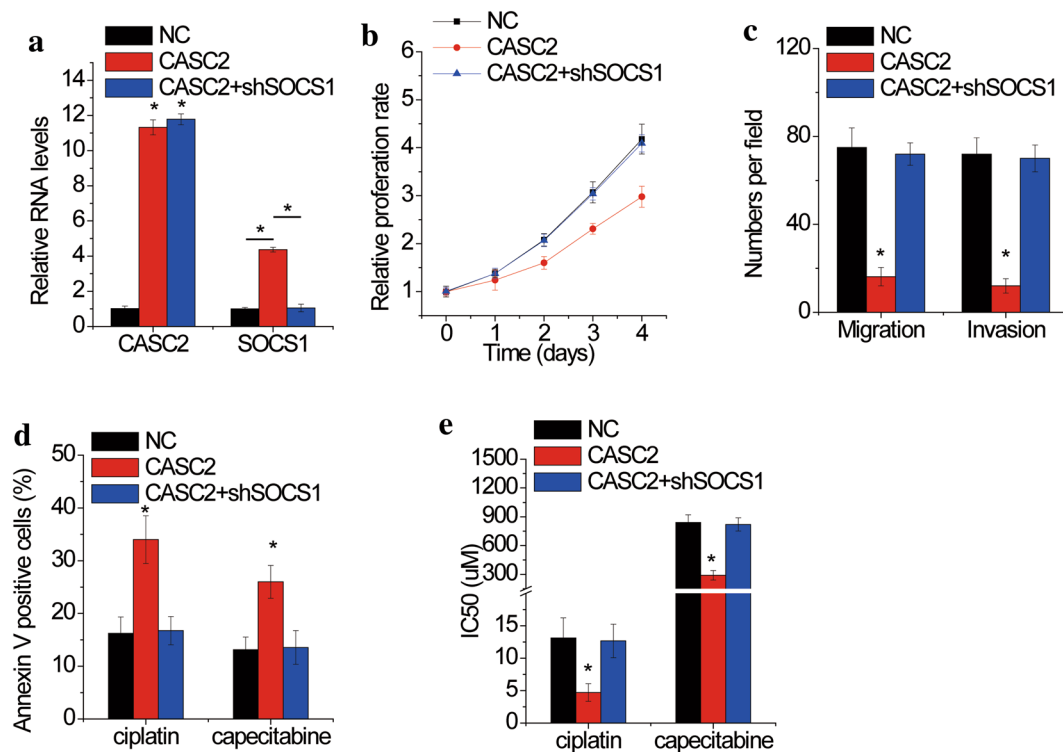 a
NC
CASC2
CASC2+shSOCS1
Relative RNA levels
14
12
10
8
6
4
2
0
* *
*
*
CASC2 SOCS1
b
NC
CASC2
CASC2+shSOCS1
Relative proferation rate
6
5
4
3
2
1
0 1 2 3 4
Time (days)
c
NC
CASC2
CASC2+shSOCS1
Numbers per field
120
80
40
0
* *
Migration Invasion
d
NC
CASC2
CASC2+shSOCS1
Annexin V positive cells (%)
50
40
30
20
10
0
* *
ciplatin capecitabine
e
NC
CASC2
CASC2+shSOCS1
IC50 (uM)
1500
1200
900
600
300
15
10
5
0
* *
ciplatin capecitabine